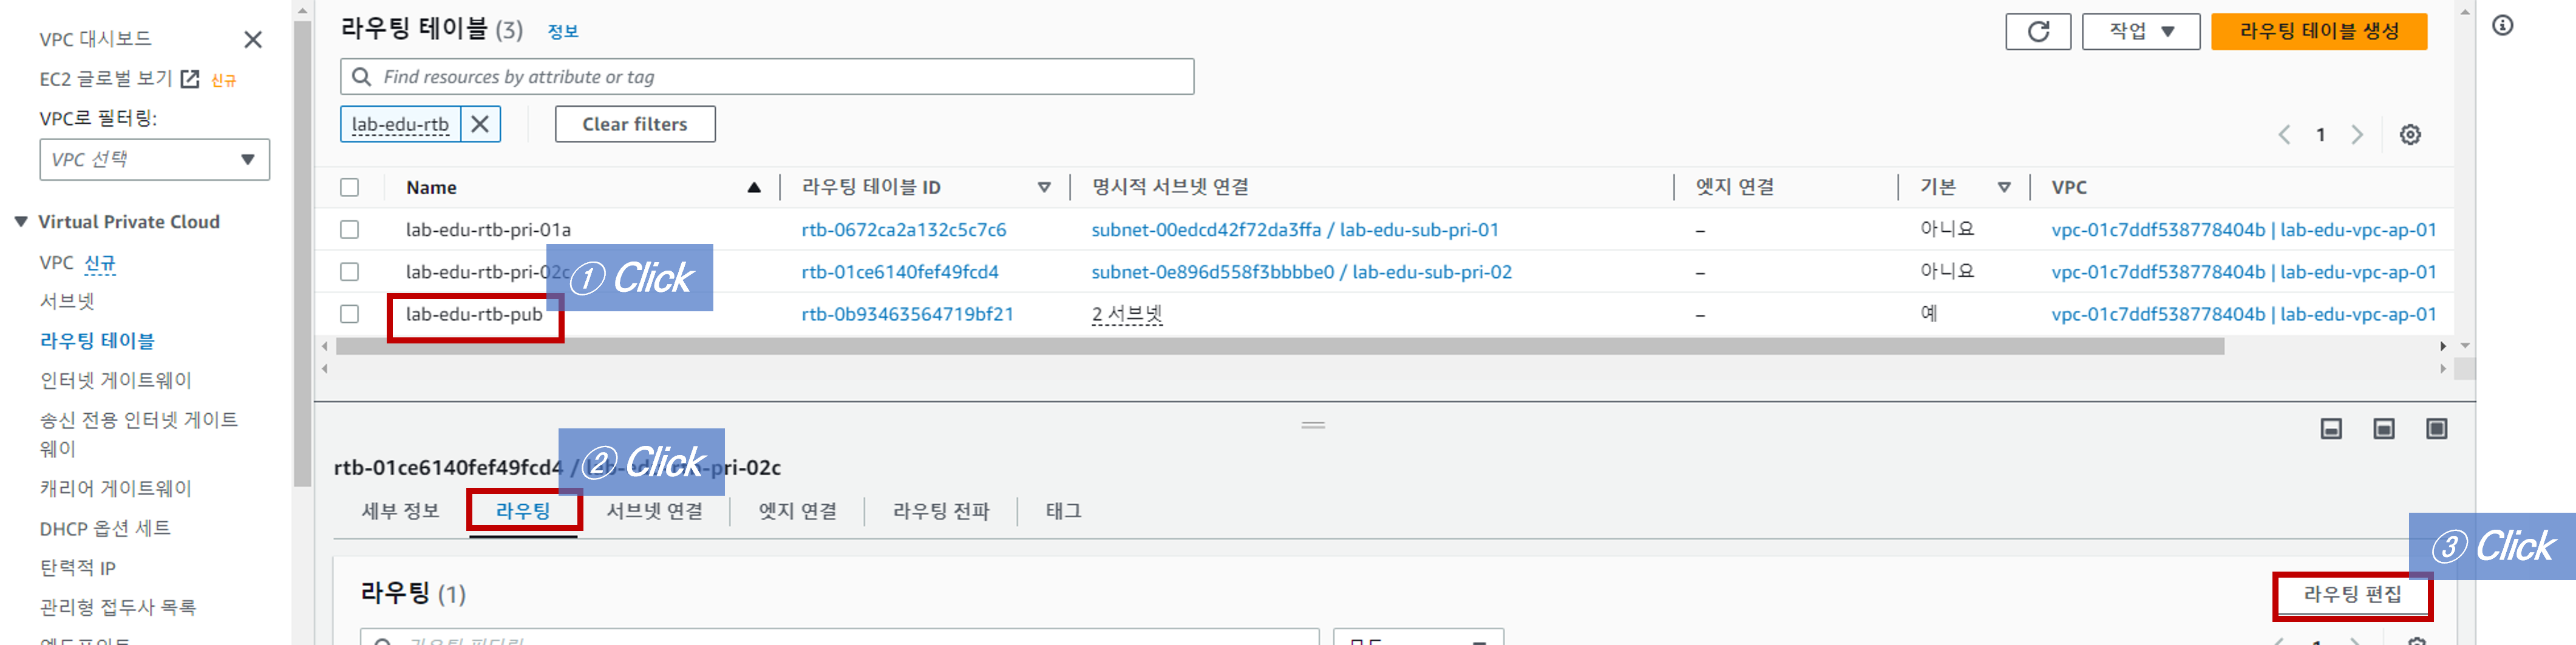 VPC 대시보드
EC2 글로벌 보기 신규
VPC로 필터링:
VPC 선택
Virtual Private Cloud
VPC 신규
서브넷
라우팅 테이블
인터넷 게이트웨이
송신 전용 인터넷 게이트
웨이
캐리어 게이트웨이
DHCP 옵션 세트
탄력적 IP
관리형 접두사 목록
라우팅 테이블 (3) 정보
작업
라우팅 테이블 생성
Find resources by attribute or tag
lab-edu-rtb
Clear filters
1
Name 라우팅 테이블 ID 명시적 서브넷 연결 엣지 연결 기본 VPC
lab-edu-rtb-pri-01a rtb-0672ca2a132c5c7c6 subnet-00edcd42f72da3ffa / lab-edu-sub-pri-01 – 아니요 vpc-01c7ddf538778404b | lab-edu-vpc-ap-01
lab-edu-rtb-pri-02c rtb-01ce6140fef49fcd4 subnet-0e896d558f3bbbbe0 / lab-edu-sub-pri-02 – 아니요 vpc-01c7ddf538778404b | lab-edu-vpc-ap-01
① Click
lab-edu-rtb-pub rtb-0b93463564719bf21 2 서브넷 – 예 vpc-01c7ddf538778404b | lab-edu-vpc-ap-01
rtb-01ce6140fef49fcd4 / lab-edu-rtb-pri-02c
② Click
세부 정보 라우팅 서브넷 연결 엣지 연결 라우팅 전파 태그
③ Click
라우팅 (1)
라우팅 편집